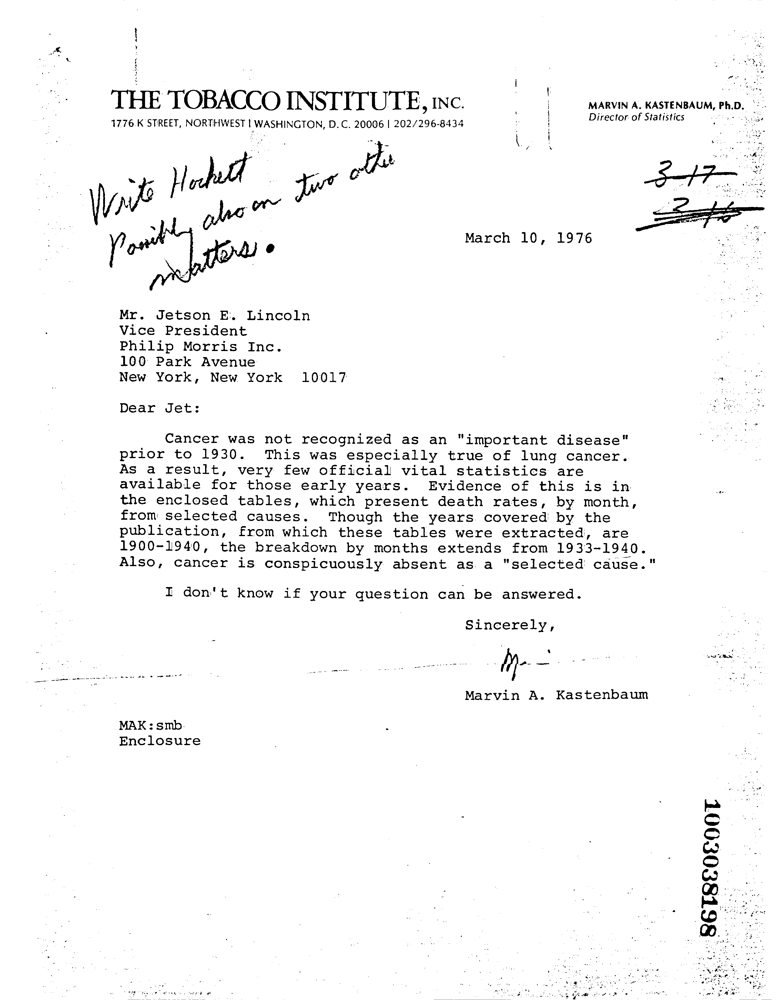 THE TOBACCO INSTITUTE, INC.
1776 K STREET, NORTHWEST | WASHINGTON, D.C. 20006 | 202/296-8434
MARVIN A. KASTENBAUM, Ph.D.
Director of Statistics
Write Hockett
Possibly also on two other
matters.
3-17
3-16
March 10, 1976
Mr. Jetson E. Lincoln
Vice President
Philip Morris Inc.
100 Park Avenue
New York, New York 10017
Dear Jet:
Cancer was not recognized as an "important disease"
prior to 1930. This was especially true of lung cancer.
As a result, very few official vital statistics are
available for those early years. Evidence of this is in
the enclosed tables, which present death rates, by month,
from selected causes. Though the years covered by the
publication, from which these tables were extracted, are
1900-1940, the breakdown by months extends from 1933-1940.
Also, cancer is conspicuously absent as a "selected cause."
I don't know if your question can be answered.
Sincerely,
Marvin A. Kastenbaum
MAK:smb
Enclosure
1003038198